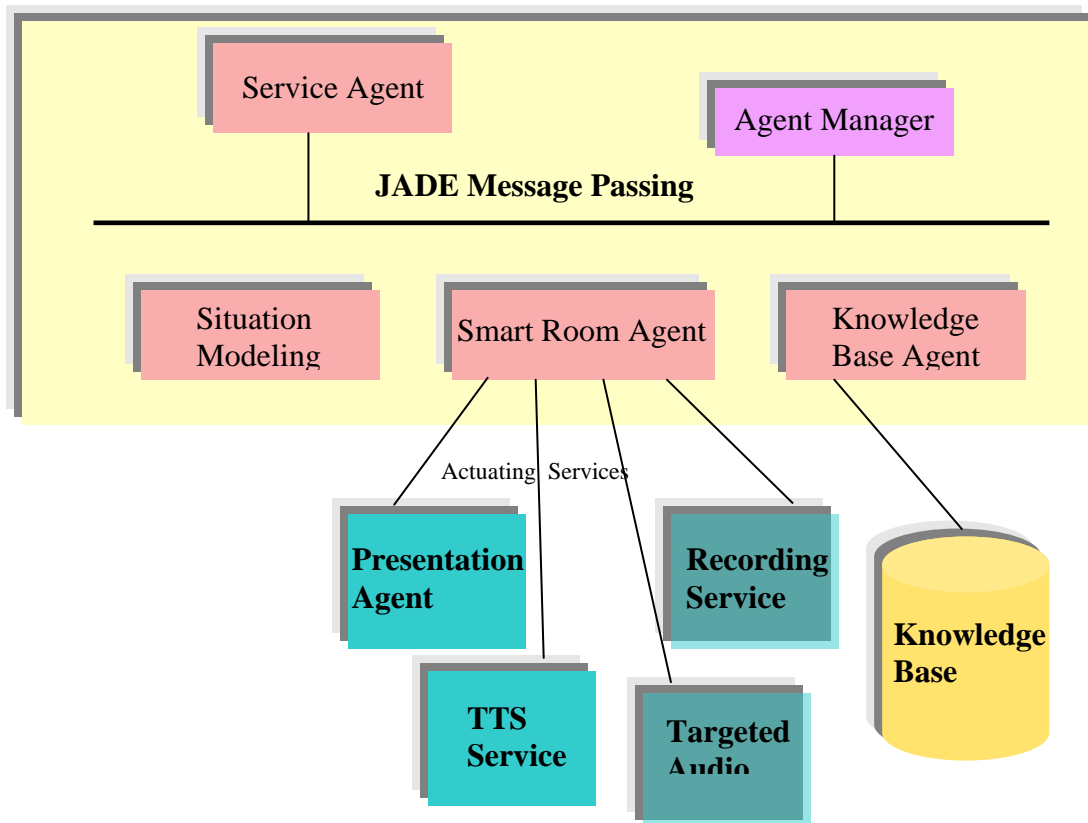 Service Agent
Agent Manager
JADE Message Passing
Situation
Modeling
Smart Room Agent
Knowledge
Base Agent
Actuating Services
Presentation
Agent
Recording
Service
Knowledge
Base
TTS
Service
Targeted
Audio